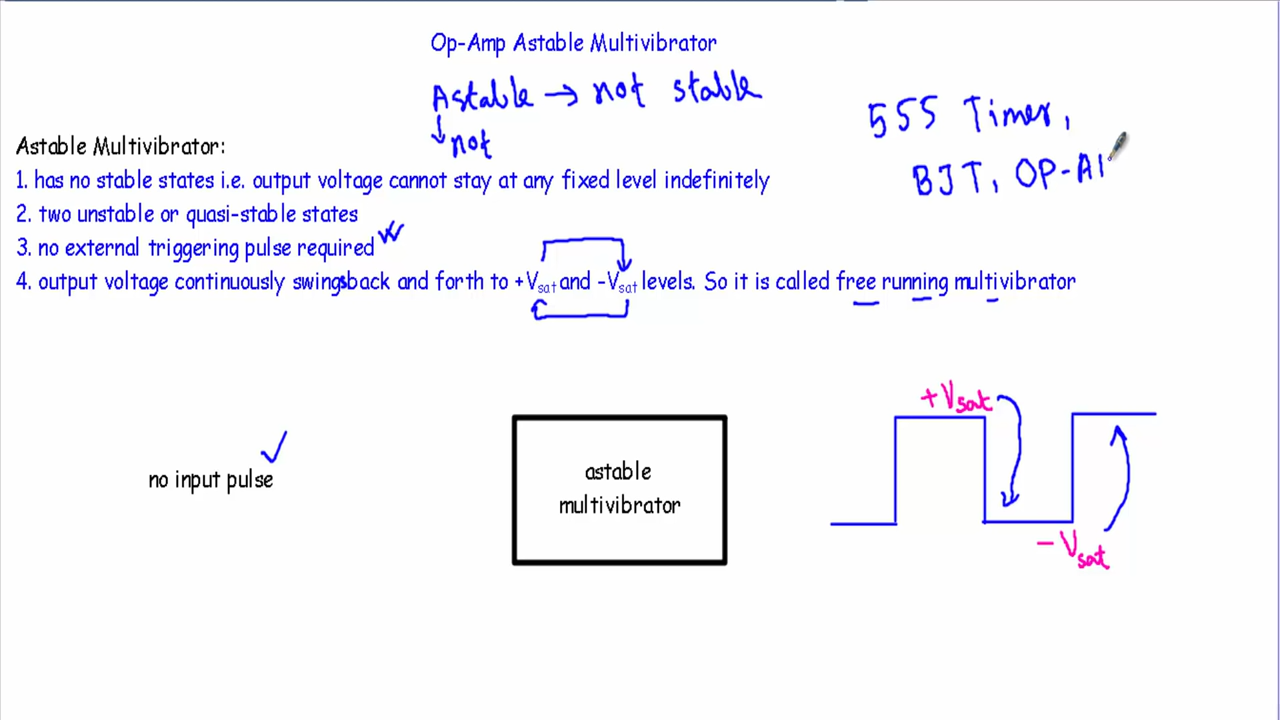 Op-Amp Astable Multivibrator
Astable → not stable
↓ not
555 Timer,
BJT, OP-A
Astable Multivibrator:
1. has no stable states i.e. output voltage cannot stay at any fixed level indefinitely
2. two unstable or quasi-stable states
3. no external triggering pulse required
4. output voltage continuously swings back and forth to +Vsat and -Vsat levels. So it is called free running multivibrator
no input pulse
astable
multivibrator
+Vsat
-Vsat